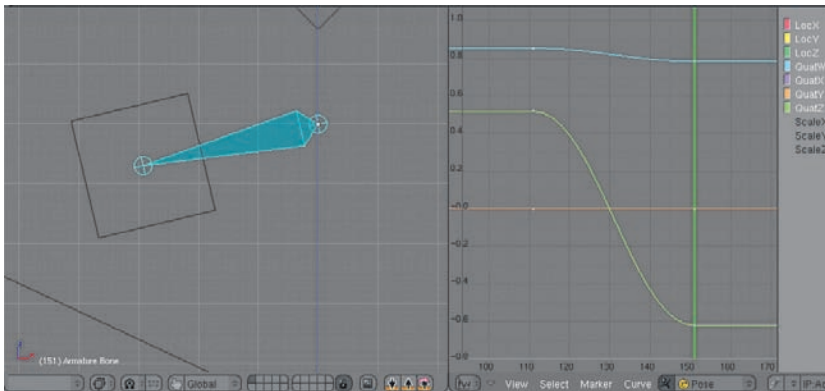 1.0
0.8
0.6
0.4
0.2
-0.0
-0.2
-0.4
-0.6
-0.8
-0.0
100 110 120 130 140 150 160 170
LocX
LocY
LocZ
QuatW
QuatX
QuatY
QuatZ
ScaleX
ScaleY
ScaleZ
(151) Armature Bone
Global
View Select Marker Curve Pose